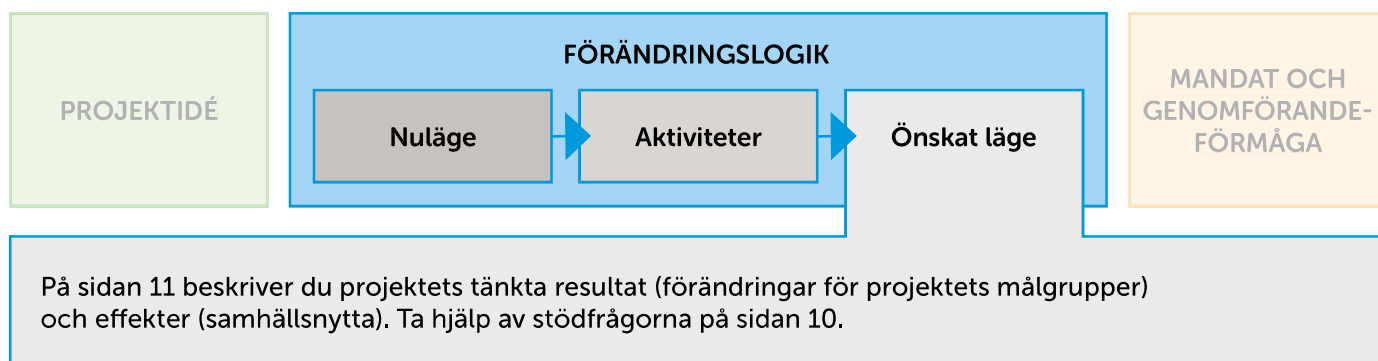 PROJEKTIDÉ
FÖRÄNDRINGSLOGIK
Nuläge
Aktiviteter
Önskat läge
MANDAT OCH
GENOMFÖRANDE-
FÖRMÅGA
På sidan 11 beskriver du projektets tänkta resultat (förändringar för projektets målgrupper)
och effekter (samhällsnytta). Ta hjälp av stödfrågorna på sidan 10.